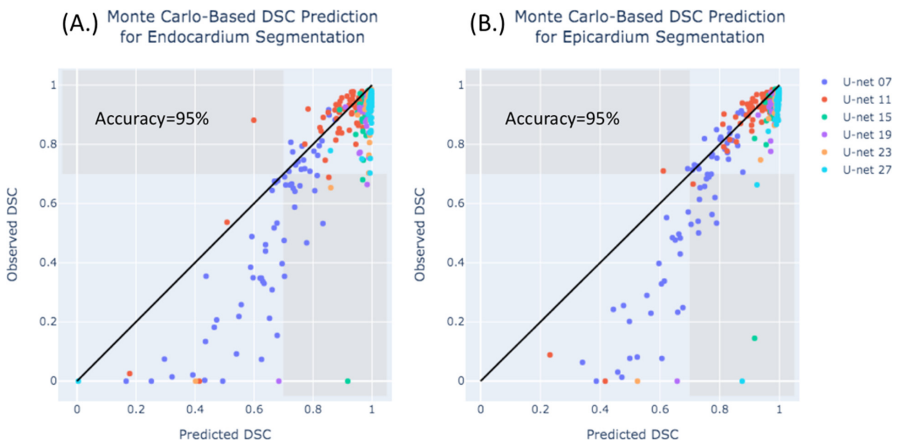 (A.)
Monte Carlo-Based DSC Prediction
for Endocardium Segmentation
Accuracy=95%
Observed DSC
1
0.8
0.6
0.4
0.2
0
0 0.2 0.4 0.6 0.8 1
Predicted DSC
(B.)
Monte Carlo-Based DSC Prediction
for Epicardium Segmentation
Accuracy=95%
Observed DSC
1
0.8
0.6
0.4
0.2
0
0 0.2 0.4 0.6 0.8 1
Predicted DSC
U-net 07
U-net 11
U-net 15
U-net 19
U-net 23
U-net 27